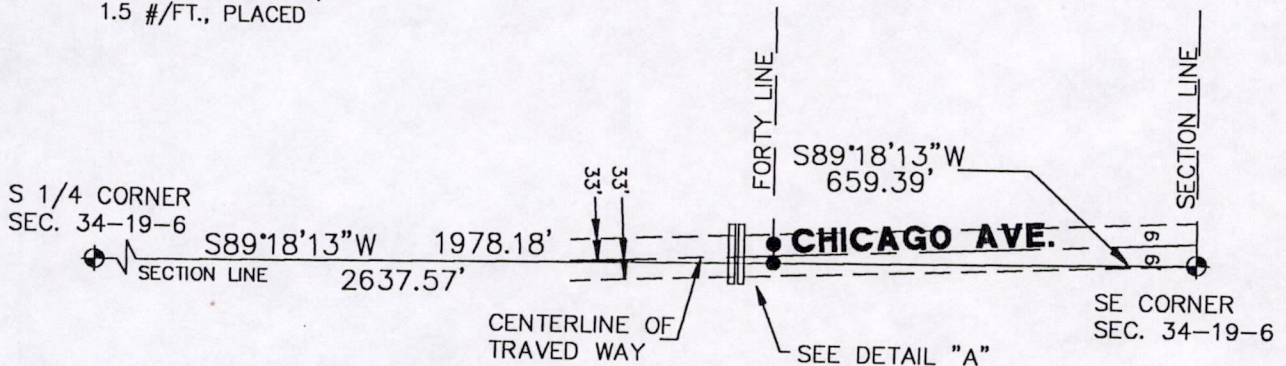 1.5 #/FT., PLACED
FORTY LINE
SECTION LINE
S89°18'13"W
659.39'
S 1/4 CORNER
SEC. 34-19-6
33'
33'
S89°18'13"W 1978.18'
SECTION LINE
2637.57'
CHICAGO AVE.
66
CENTERLINE OF
TRAVED WAY
SEE DETAIL "A"
SE CORNER
SEC. 34-19-6